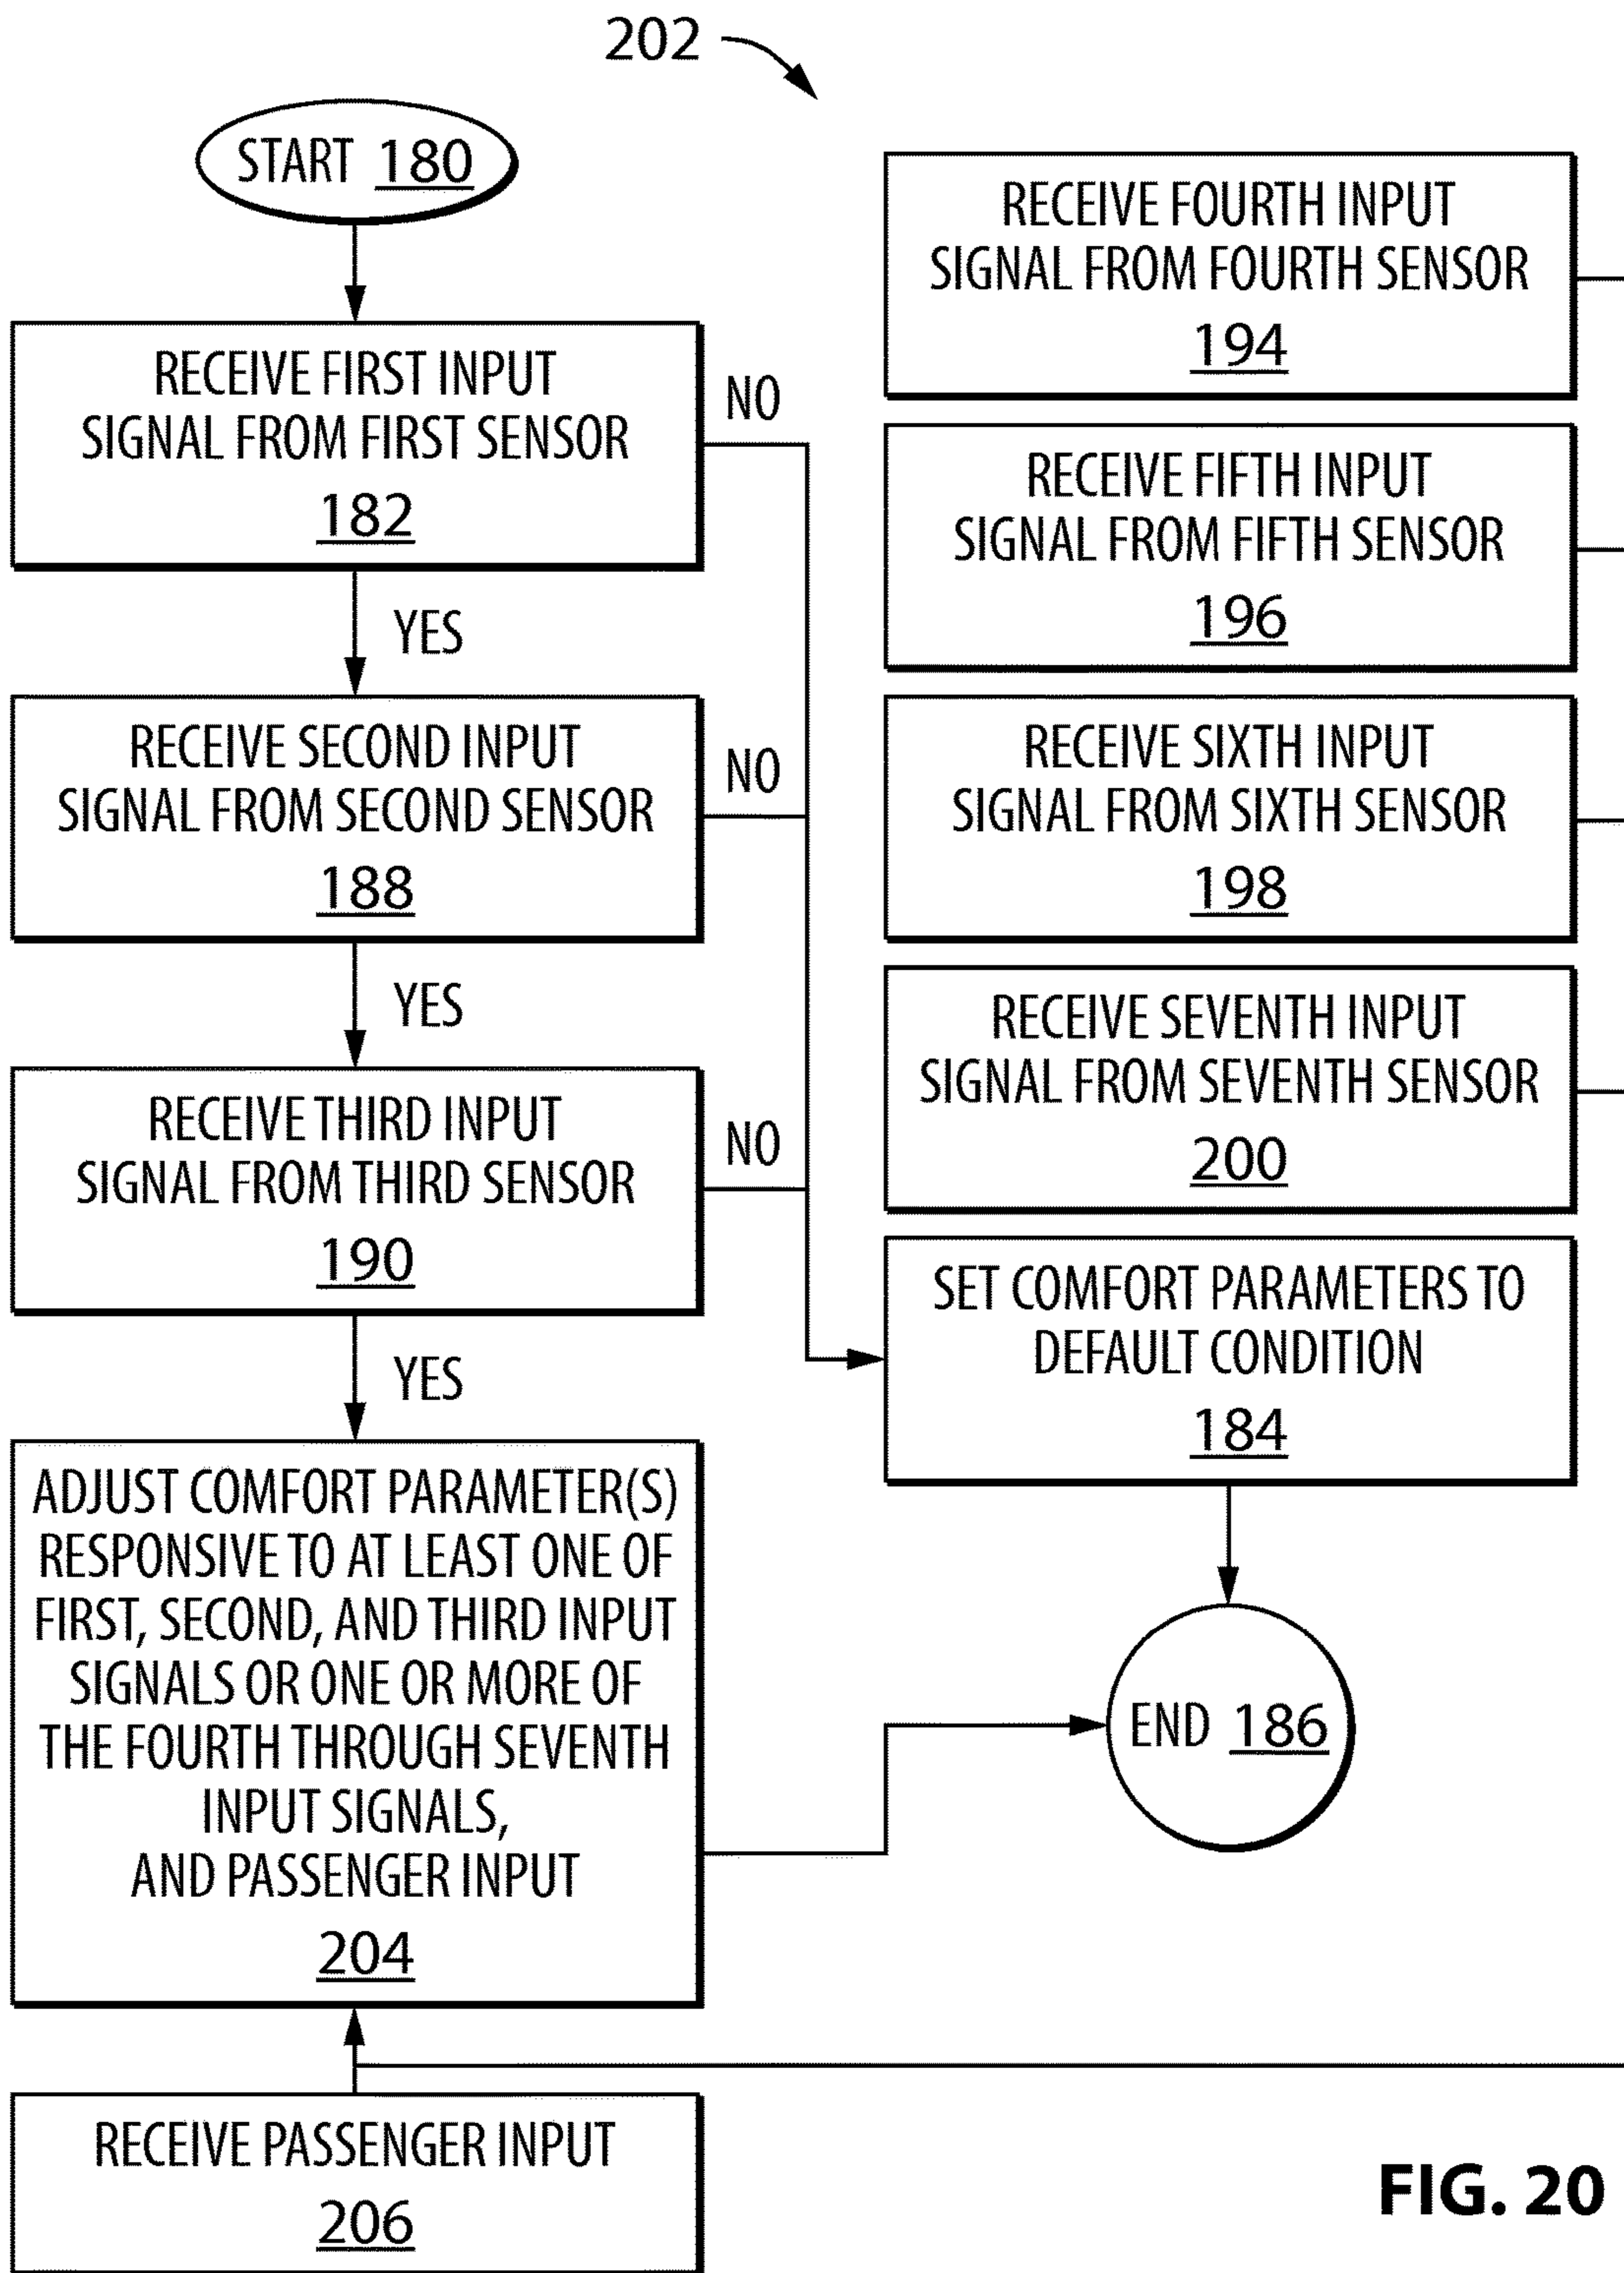 202
START 180
RECEIVE FIRST INPUT
SIGNAL FROM FIRST SENSOR
182
NO
YES
RECEIVE SECOND INPUT
SIGNAL FROM SECOND SENSOR
188
NO
YES
RECEIVE THIRD INPUT
SIGNAL FROM THIRD SENSOR
190
NO
YES
ADJUST COMFORT PARAMETER(S)
RESPONSIVE TO AT LEAST ONE OF
FIRST, SECOND, AND THIRD INPUT
SIGNALS OR ONE OR MORE OF
THE FOURTH THROUGH SEVENTH
INPUT SIGNALS,
AND PASSENGER INPUT
204
RECEIVE PASSENGER INPUT
206
RECEIVE FOURTH INPUT
SIGNAL FROM FOURTH SENSOR
194
RECEIVE FIFTH INPUT
SIGNAL FROM FIFTH SENSOR
196
RECEIVE SIXTH INPUT
SIGNAL FROM SIXTH SENSOR
198
RECEIVE SEVENTH INPUT
SIGNAL FROM SEVENTH SENSOR
200
SET COMFORT PARAMETERS TO
DEFAULT CONDITION
184
END 186
FIG. 20